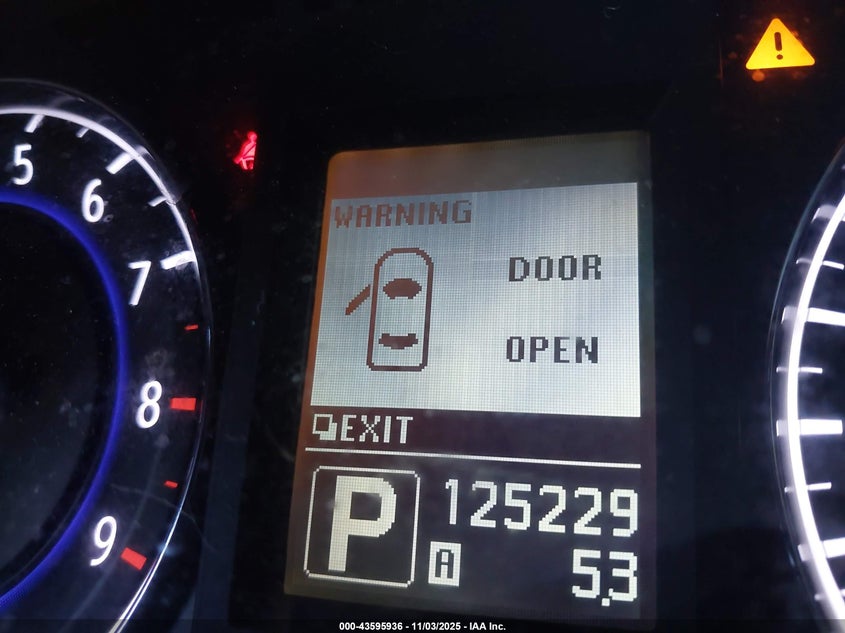 5
6
7
8
9
WARNING
DOOR
OPEN
EXIT
P
125229
A 5.3
000-43595936 - 11/03/2025 - IAA Inc.